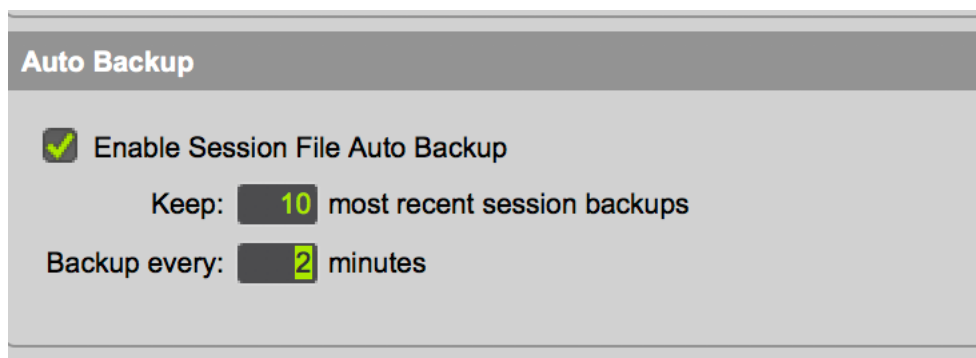 Auto Backup
Enable Session File Auto Backup
Keep: 10 most recent session backups
Backup every: 2 minutes